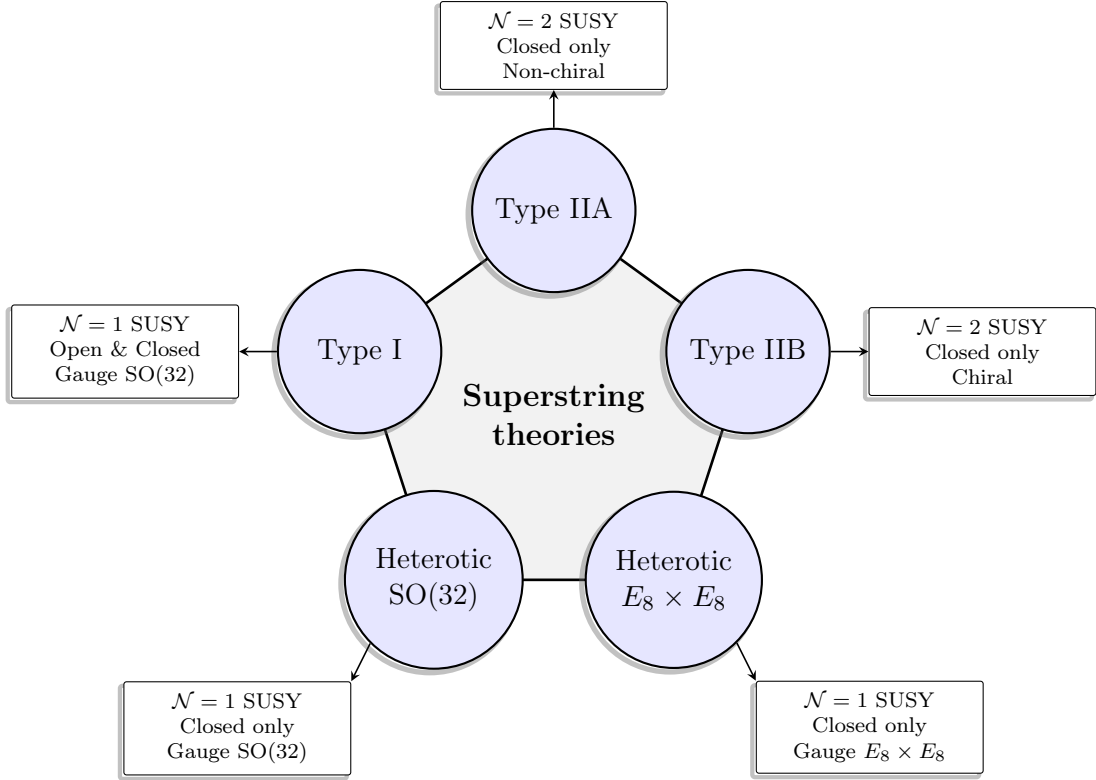 𝒩 = 2 SUSY
Closed only
Non-chiral
Type IIA
Type I
𝒩 = 1 SUSY
Open & Closed
Gauge SO(32)
Type IIB
𝒩 = 2 SUSY
Closed only
Chiral
Superstring
theories
Heterotic
SO(32)
Heterotic
E₈ × E₈
𝒩 = 1 SUSY
Closed only
Gauge SO(32)
𝒩 = 1 SUSY
Closed only
Gauge E₈ × E₈